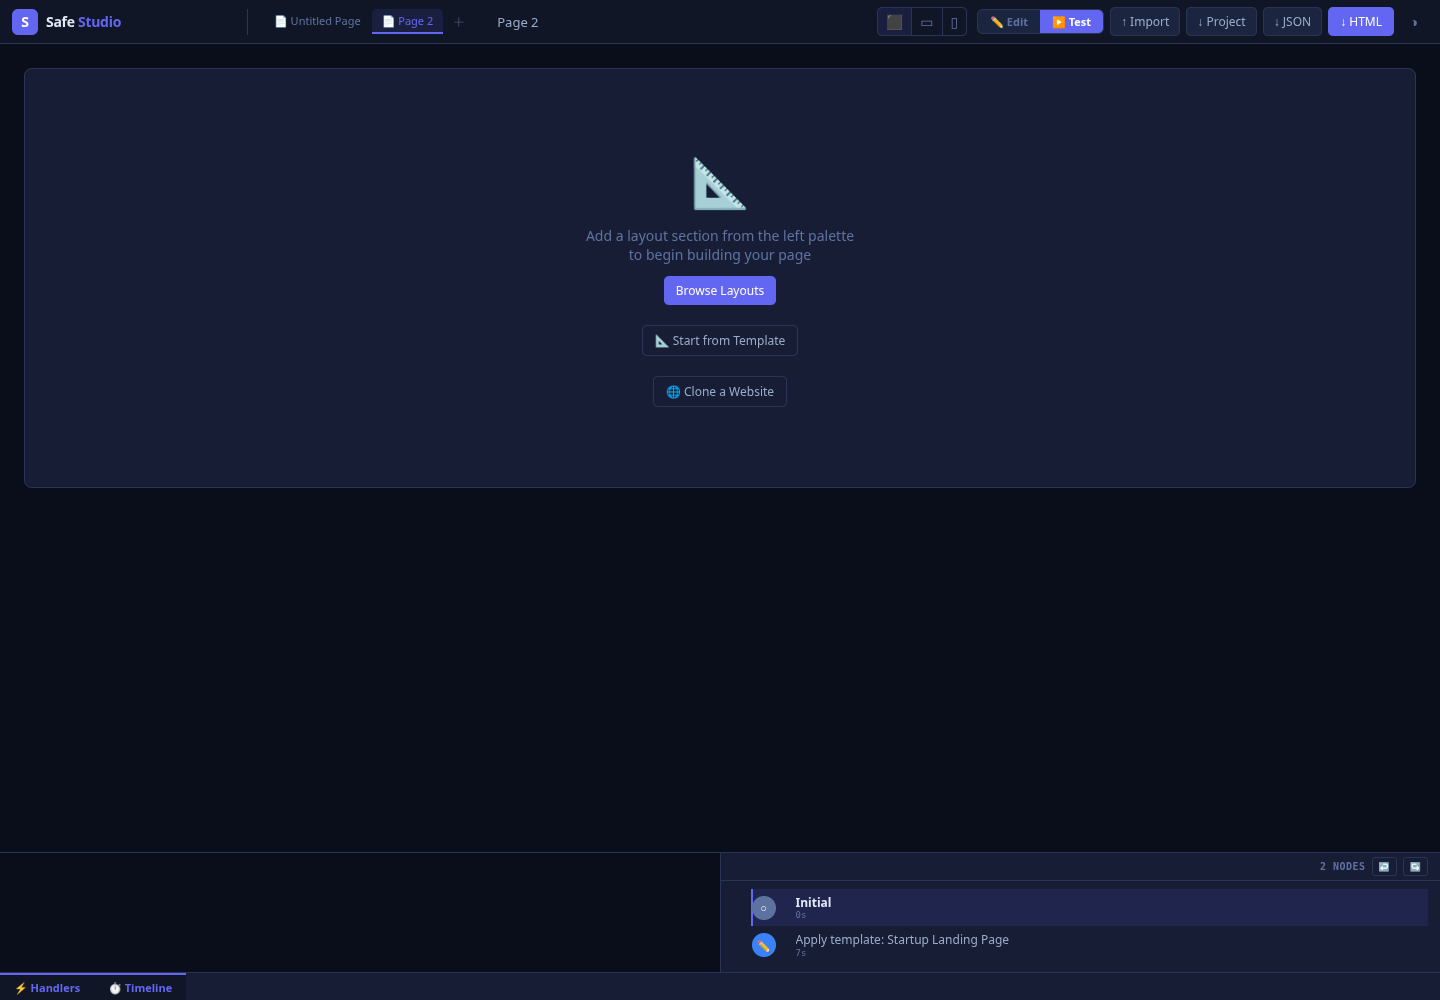 S Safe Studio
Untitled Page
Page 2
+
Page 2
Edit
Test
↑ Import
↓ Project
↓ JSON
↓ HTML
Add a layout section from the left palette
to begin building your page
Browse Layouts
Start from Template
Clone a Website
2 NODES
Initial
0s
Apply template: Startup Landing Page
7s
Handlers
Timeline